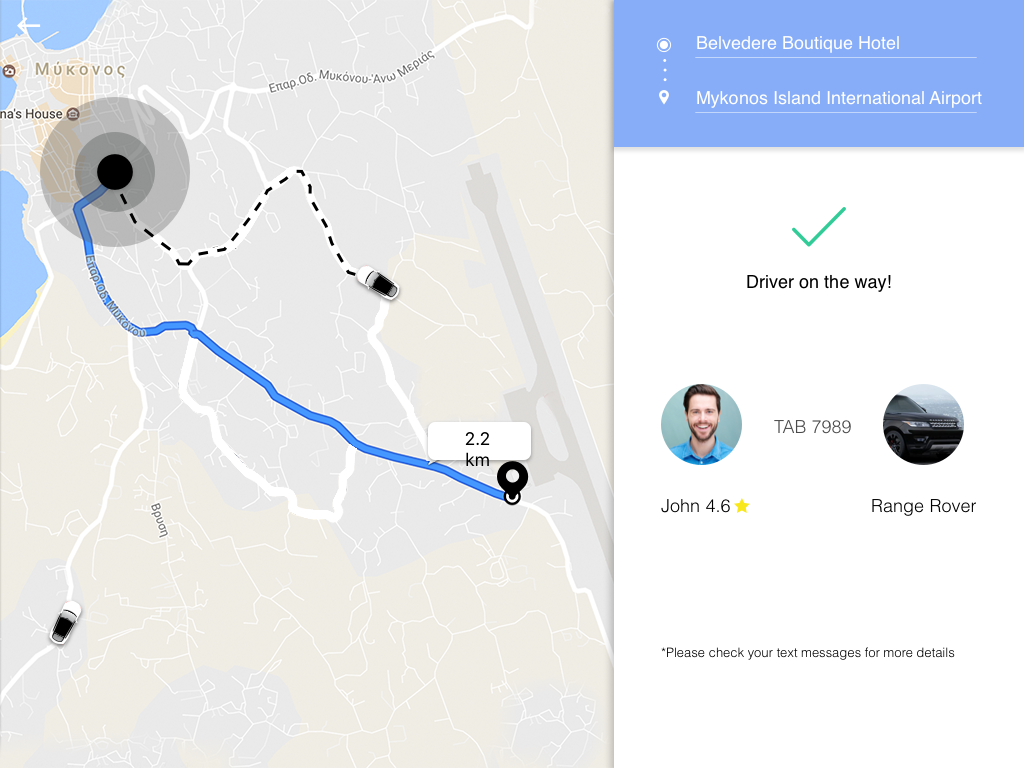 Μύκονος
Επαρ.Οδ. Μυκόνου-Άνω Μεριάς
na's House
Επαρ.Οδ. Μυκόνου
2.2
km
Βρυση
Belvedere Boutique Hotel
Mykonos Island International Airport
Driver on the way!
TAB 7989
John 4.6
Range Rover
*Please check your text messages for more details